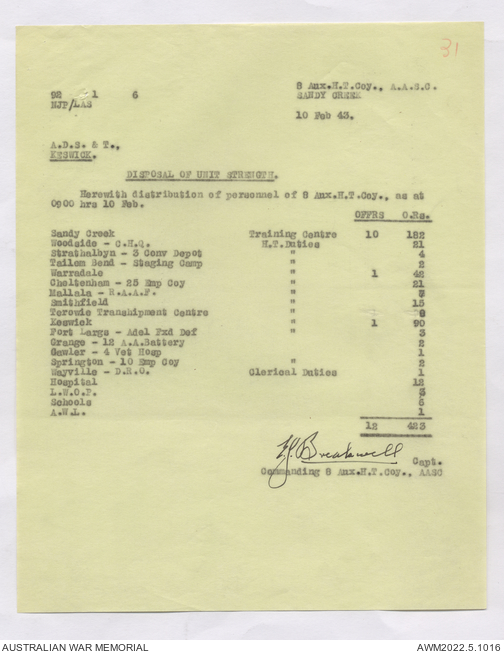 31
8 Aux.H.T.Coy., A.A.S.C.
92 1 6 SANDY CREEK
NJP/LAS
10 Feb 43.
A.D.S. & T.,
KESWICK.
DISPOSAL OF UNIT STRENGTH.
Herewith distribution of personnel of 8 Aux.H.T.Coy., as at
0900 hrs 10 Feb.
OFFRS O.Rs.
Sandy Creek Training Centre 10 182
Woodside - C.H.Q. H.T.Duties 21
Strathalbyn - 3 Conv Depot " 4
Tailem Bend - Staging Camp " 2
Warradale " 1 42
Cheltenham - 25 Emp Coy " 21
Mallala - R.A.A.F. "
Smithfield " 15
Terowie Transhipment Centre "
Keswick " 1 90
Fort Largs - Adel Fxd Def " 3
Grange - 12 A.A.Battery 2
Gawler - 4 Vet Hosp 1
Springton - 10 Emp Coy " 2
Wayville - D.R.O. Clerical Duties 1
Hospital 12
L.W.O.P.
Schools
A.W.L. 1
12 423
Breakwell Capt.
Commanding 8 Aux.H.T.Coy., AASC
AUSTRALIAN WAR MEMORIAL AWM2022.5.1016